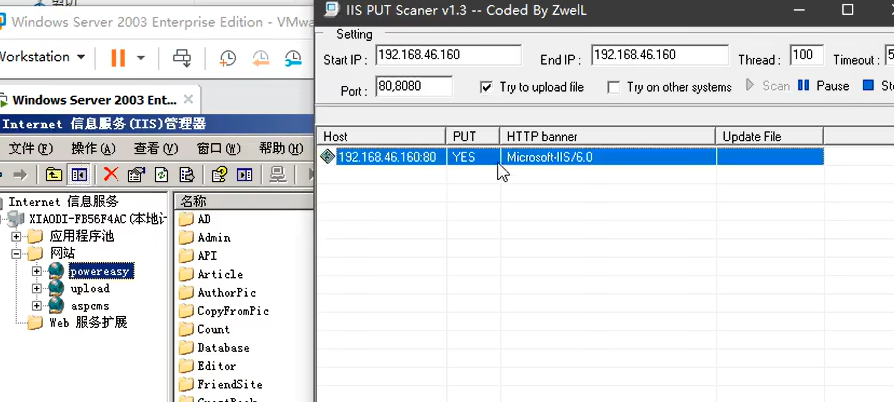 IIS PUT Scaner v1.3 -- Coded By ZwelL
Windows Server 2003 Enterprise Edition - VMwa
Workstation
Setting
Start IP : 192.168.46.160 End IP : 192.168.46.160 Thread : 100 Timeout : 5
Port : 80,8080 Try to upload file Try on other systems Scan Pause Sto
Windows Server 2003 Ent...
Internet 信息服务(IIS)管理器
文件(F) 操作(A) 查看(V) 窗口(W) 帮助(H)
Host PUT HTTP banner Update File
192.168.46.160:80 YES Microsoft-IIS/6.0
Internet 信息服务
XIAODI-FB56F4AC(本地计
应用程序池
网站
powereasy
upload
aspcms
Web 服务扩展
名称
AD
Admin
API
Article
AuthorPic
CopyFromPic
Count
Database
Editor
FriendSite